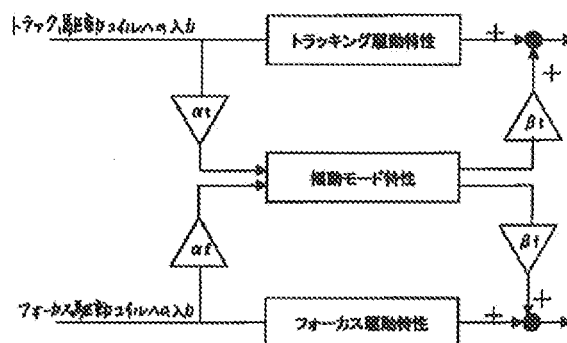 トラック駆動コイルへの入力
トラッキング駆動特性
+
+
αt
βt
傾動モード特性
αf
βf
+
フォーカス駆動コイルへの入力
フォーカス駆動特性
+